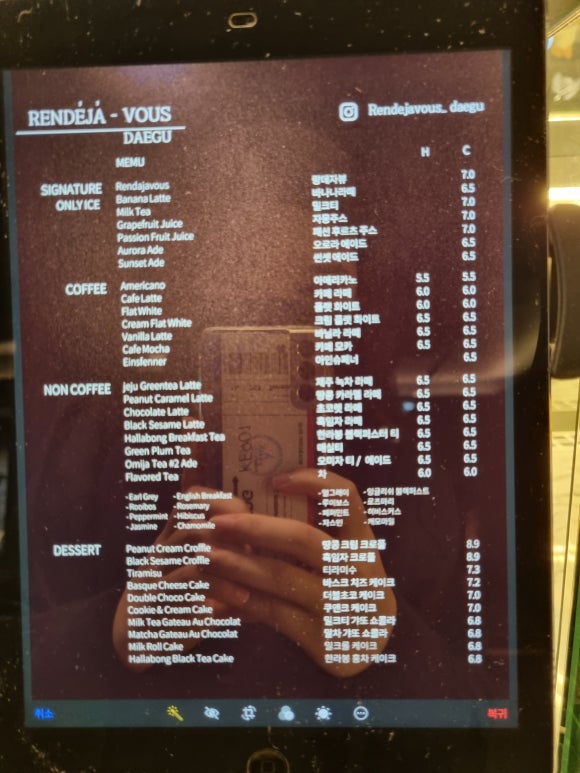 RENDÉJÁ - VOUS
DAEGU
Rendejavous_daegu
MENU H C
SIGNATURE ONLY ICE
Rendajavous 랑데자뷰 7.0
Banana Latte 바나나라떼 6.5
Milk Tea 밀크티 7.0
Grapefruit Juice 자몽주스 7.0
Passion Fruit Juice 패션 후르츠 주스 7.0
Aurora Ade 오로라 에이드 6.5
Sunset Ade 썬셋 에이드 6.5
COFFEE
Americano 아메리카노 5.5 5.5
Cafe Latte 카페 라떼 6.0 6.0
Flat White 플랫 화이트 6.0 6.0
Cream Flat White 크림 플랫 화이트 6.5 6.5
Vanilla Latte 바닐라 라떼 6.5 6.5
Cafe Mocha 카페 모카 6.5 6.5
Einsfenner 아인슈페너 6.5
NON COFFEE
Jeju Greentea Latte 제주 녹차 라떼 6.5 6.5
Peanut Caramel Latte 땅콩 카라멜 라떼 6.5 6.5
Chocolate Latte 초코렛 라떼 6.5 6.5
Black Sesame Latte 흑임자 라떼 6.5 6.5
Hallabong Breakfast Tea 한라봉 블랙퍼스터 티 6.5 6.5
Green Plum Tea 매실티 6.5 6.5
Omija Tea #2 Ade 오미자 티 / 에이드 6.5 6.5
Flavored Tea 차 6.0 6.0
- Earl Grey - English Breakfast - 얼그레이 - 잉글리쉬 블랙퍼스트
- Rooibos - Rosemary - 루이보스 - 로즈마리
- Peppermint - Hibiscus - 페퍼민트 - 히비스커스
- Jasmine - Chamomile - 자스민 - 캐모마일
DESSERT
Peanut Cream Croffle 땅콩 크림 크로플 8.9
Black Sesame Croffle 흑임자 크로플 8.9
Tiramisu 티라미수 7.3
Basque Cheese Cake 바스크 치즈 케이크 7.2
Double Choco Cake 더블초코 케이크 7.0
Cookie & Cream Cake 쿠앤크 케이크 7.0
Milk Tea Gateau Au Chocolat 밀크티 가또 쇼콜라 6.8
Matcha Gateau Au Chocolat 말차 가또 쇼콜라 6.8
Milk Roll Cake 밀크롤 케이크 6.8
Hallabong Black Tea Cake 한라봉 홍차 케이크 6.8
취소 복귀